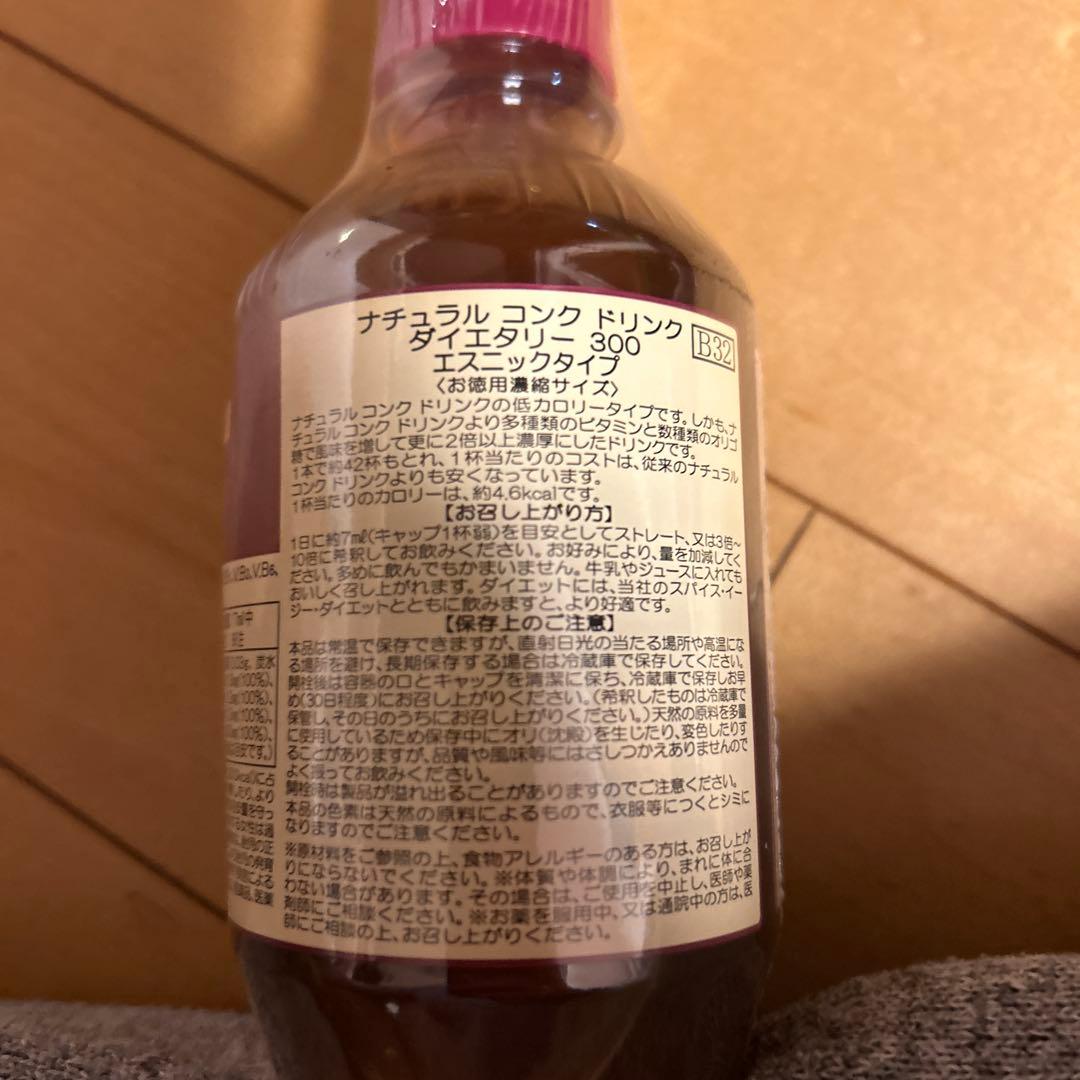 ナチュラル コンク ドリンク
ダイエタリー 300
B32
エスニックタイプ
〈お徳用濃縮サイズ〉
ナチュラル コンク ドリンクの低カロリータイプです。しかも、ナ
チュラル コンク ドリンクより多種類のビタミンと数種類のオリゴ
糖で風味を増して更に2倍以上濃厚にしたドリンクです。
1本で約42杯もとれ、1杯当たりのコストは、従来のナチュラル
コンク ドリンクよりも安くなっています。
1杯当たりのカロリーは、約4.6kcalです。
【お召し上がり方】
1日に約7mℓ(キャップ1杯弱)を目安としてストレート、又は3倍～
10倍に希釈してお飲みください。お好みにより、量を加減してく
ださい。多めに飲んでもかまいません。牛乳やジュースに入れても
おいしく召し上がれます。ダイエットには、当社のスパイス・イー
ジー・ダイエットとともに飲みますと、より好適です。
【保存上のご注意】
本品は常温で保存できますが、直射日光の当たる場所や高温にな
る場所を避け、長期保存する場合は冷蔵庫で保存してください。
開栓後は容器の口とキャップを清潔に保ち、冷蔵庫で保存しお早
め(30日程度)にお召し上がりください。(希釈したものは冷蔵庫で
保管し、その日のうちにお召し上がりください。)天然の原料を多量
に使用しているため保存中にオリ(沈殿)を生じたり、変色したりす
ることがありますが、品質や風味等にはさしつかえありませんので
よく振ってお飲みください。
開栓時は製品が溢れ出ることがありますのでご注意ください。
本品の色素は天然の原料によるもので、衣服等につくとシミに
なりますのでご注意ください。
※原材料をご参照の上、食物アレルギーのある方は、お召し上が
りにならないでください。※体質や体調により、まれに体に合
わない場合があります。その場合は、ご使用を中止し、医師や薬
剤師にご相談ください。※お薬を服用中、又は通院中の方は、医
師にご相談の上、お召し上がりください。
V.B₆、
7mℓ中
炭水
(100%)、
(100%)、
(100%)、
(100%)、